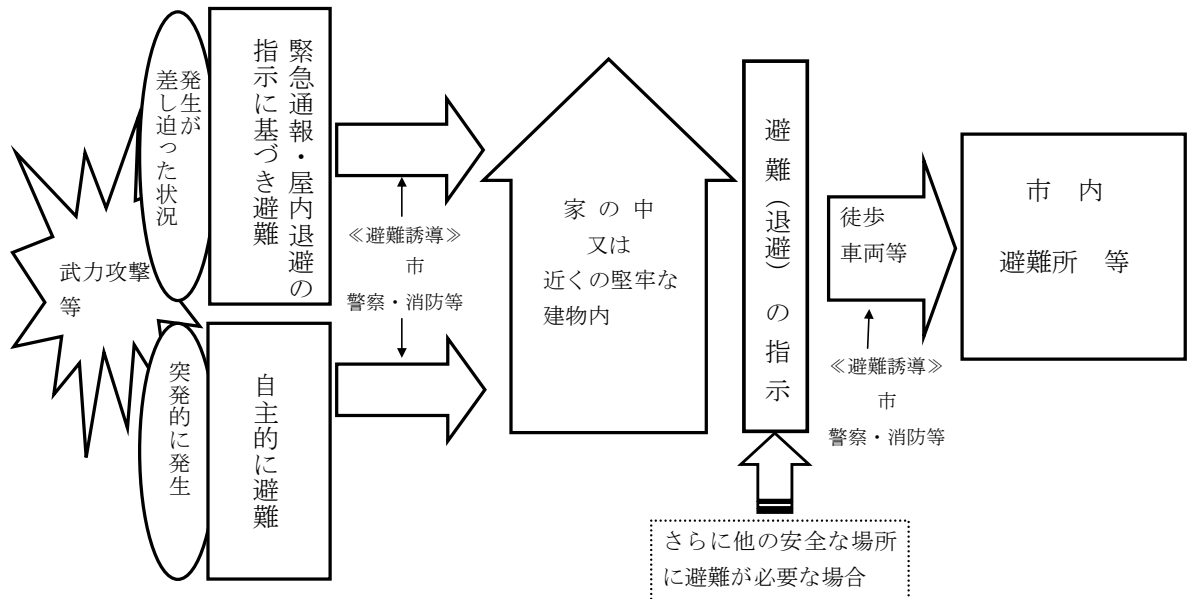 武力攻撃
等
発生が
差し迫った状況
緊急通報・屋内退避の
指示に基づき避難
突発的に発生
自主的に避難
≪避難誘導≫
市
警察・消防等
家の中
又は
近くの堅牢な
建物内
避難(退避)の指示
さらに他の安全な場所
に避難が必要な場合
徒歩
車両等
≪避難誘導≫
市
警察・消防等
市　内
避難所　等